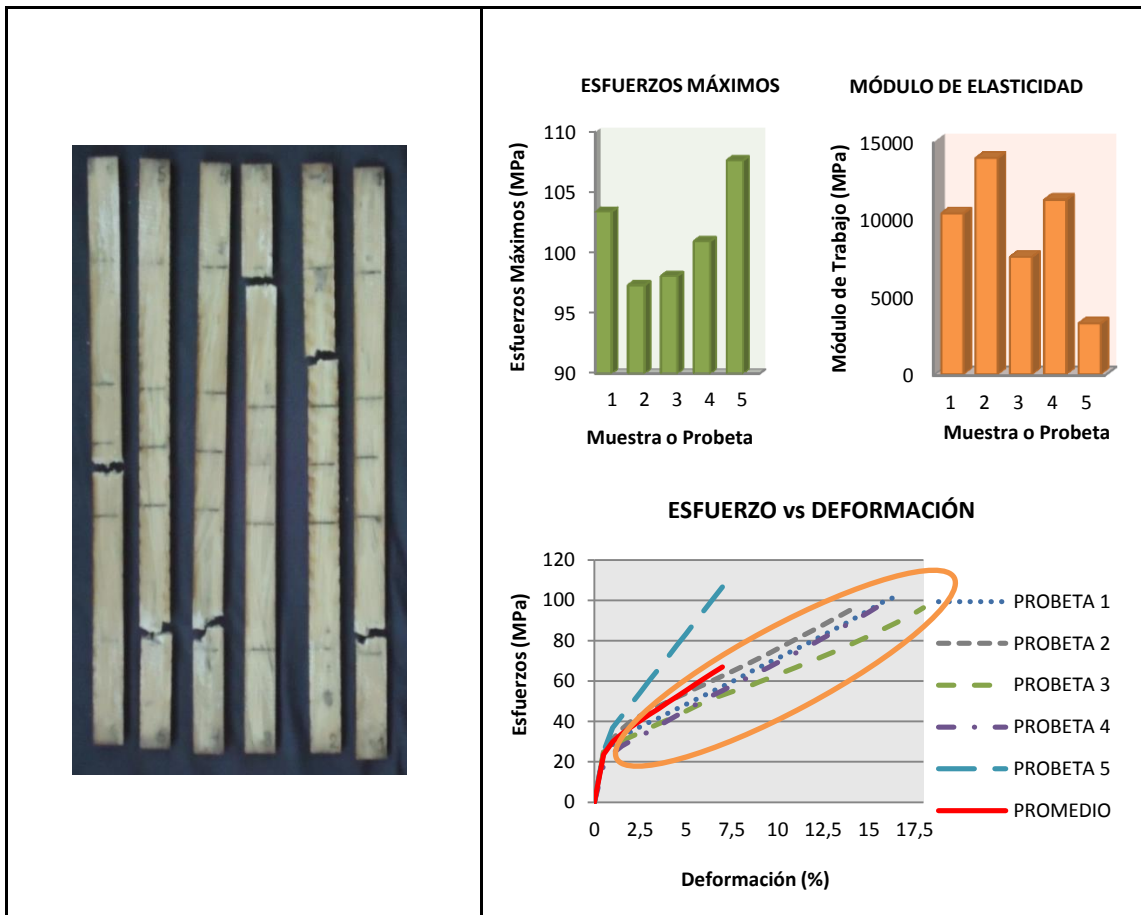 ESFUERZOS MÁXIMOS
Esfuerzos Máximos (MPa)
110
105
100
95
90
1 2 3 4 5
Muestra o Probeta
MÓDULO DE ELASTICIDAD
Módulo de Trabajo (MPa)
15000
10000
5000
0
1 2 3 4 5
Muestra o Probeta
ESFUERZO vs DEFORMACIÓN
Esfuerzos (MPa)
120
100
80
60
40
20
0
0 2,5 5 7,5 10 12,5 15 17,5
Deformación (%)
PROBETA 1
PROBETA 2
PROBETA 3
PROBETA 4
PROBETA 5
PROMEDIO